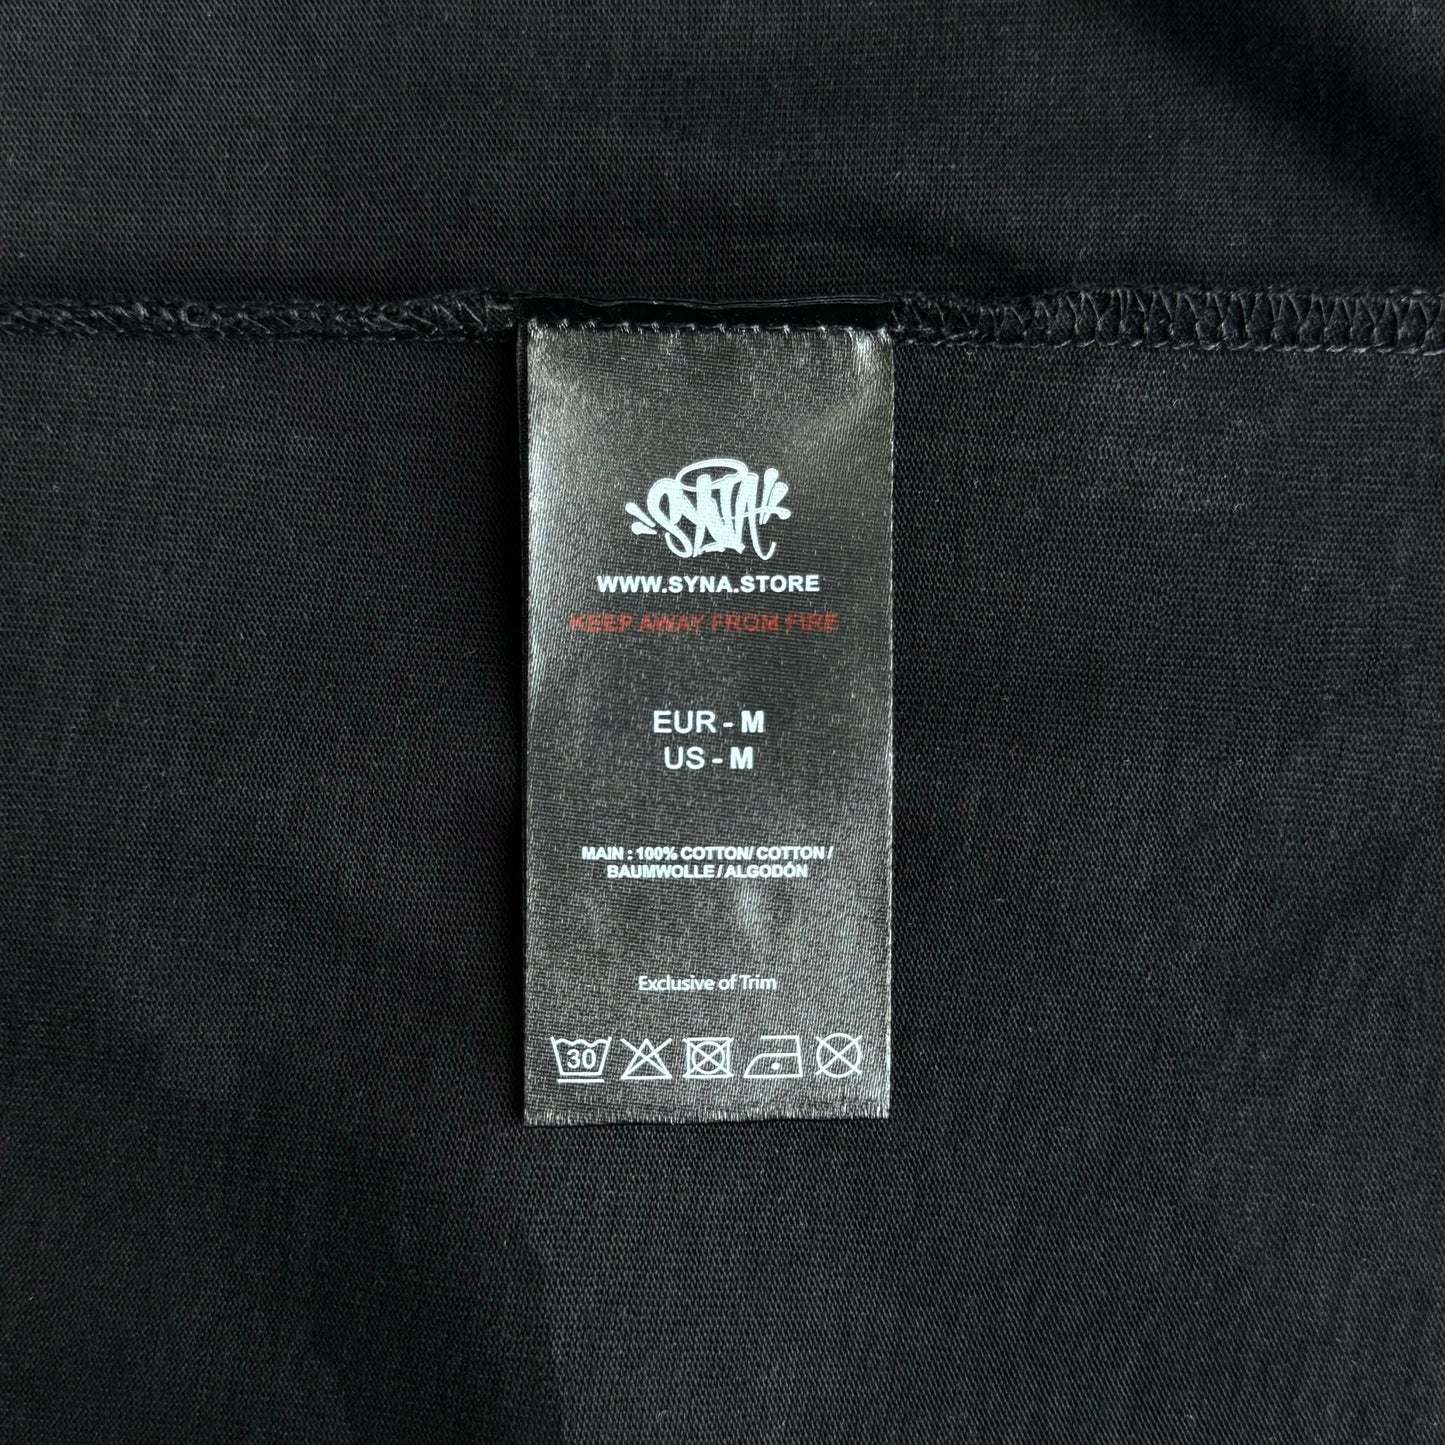 SYNA
WWW.SYNA.STORE
KEEP AWAY FROM FIRE
EUR - M
US - M
MAIN : 100% COTTON/ COTTON /
BAUMWOLLE / ALGODÓN
Exclusive of Trim
30